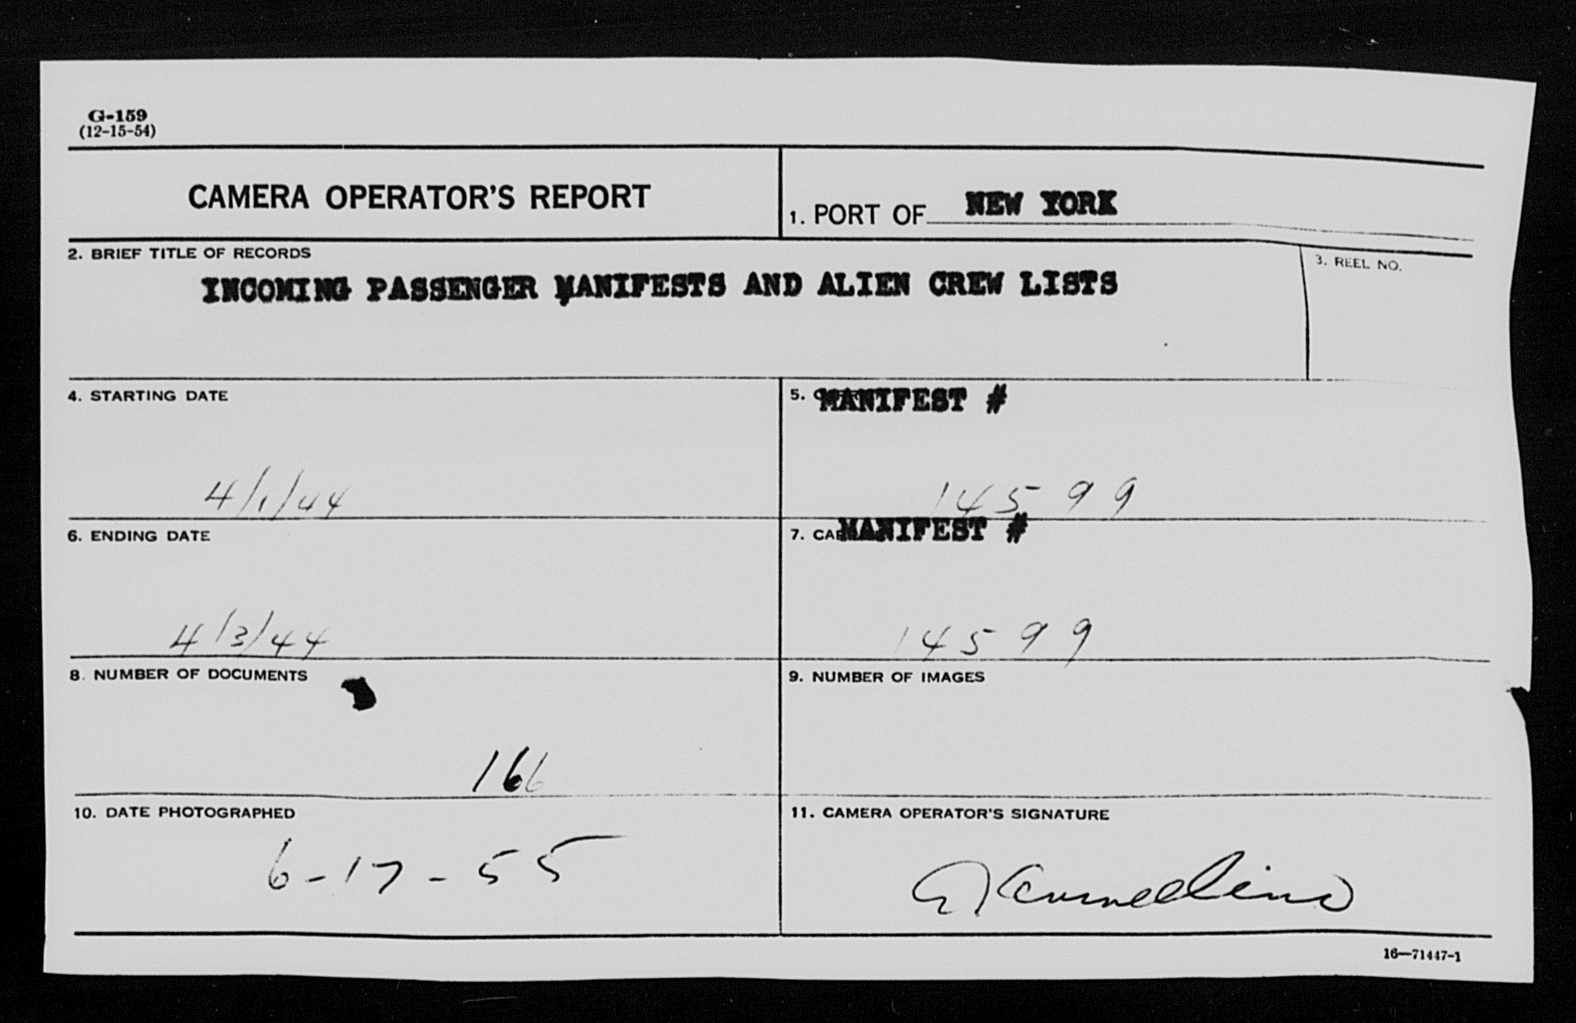 G-159
(12-15-54)
CAMERA OPERATOR'S REPORT
1. PORT OF NEW YORK
2. BRIEF TITLE OF RECORDS
3. REEL NO.
INCOMING PASSENGER MANIFESTS AND ALIEN CREW LISTS
4. STARTING DATE
5. MANIFEST #
4/1/44
14599
6. ENDING DATE
7. MANIFEST #
4/3/44
14599
8. NUMBER OF DOCUMENTS
9. NUMBER OF IMAGES
166
10. DATE PHOTOGRAPHED
11. CAMERA OPERATOR'S SIGNATURE
6-17-55
16—71447-1